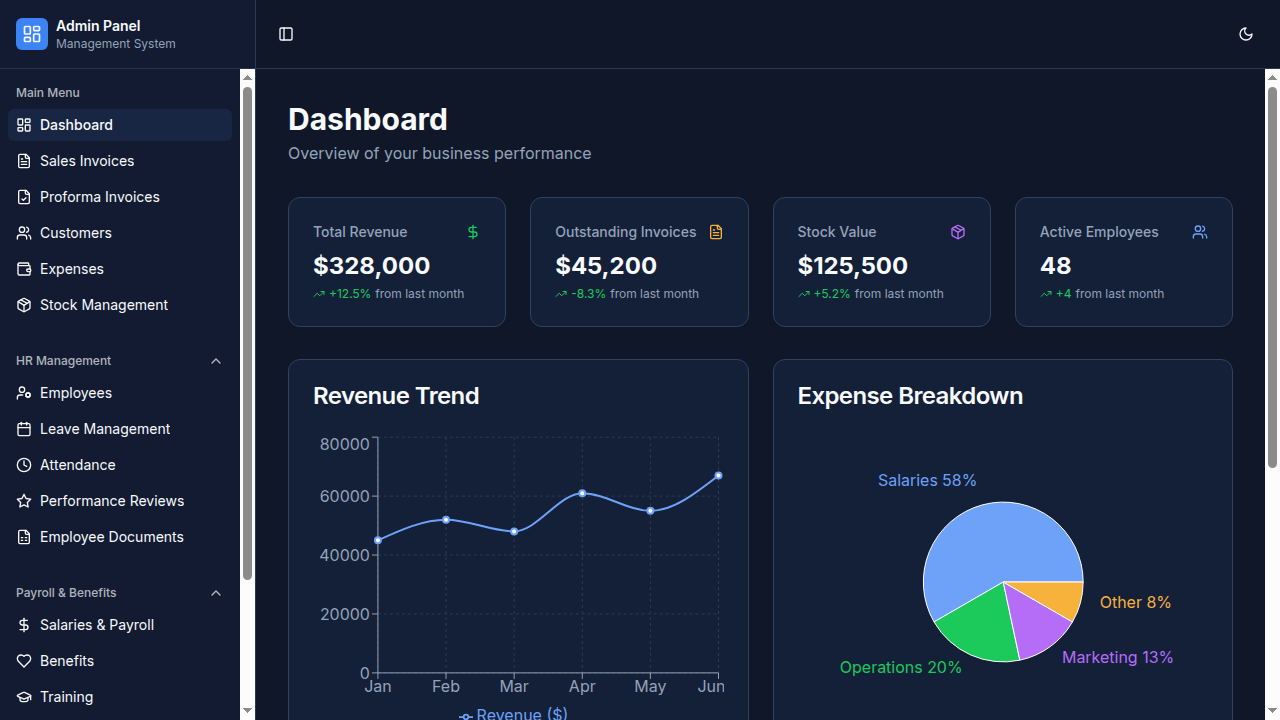 Admin Panel
Management System
Main Menu
Dashboard
Sales Invoices
Proforma Invoices
Customers
Expenses
Stock Management
HR Management
Employees
Leave Management
Attendance
Performance Reviews
Employee Documents
Payroll & Benefits
Salaries & Payroll
Benefits
Training
Dashboard
Overview of your business performance
Total Revenue
$328,000
+12.5% from last month
Outstanding Invoices
$45,200
-8.3% from last month
Stock Value
$125,500
+5.2% from last month
Active Employees
48
+4 from last month
Revenue Trend
80000
60000
40000
20000
0
Jan Feb Mar Apr May Jun
Revenue ($)
Expense Breakdown
Salaries 58%
Other 8%
Marketing 13%
Operations 20%